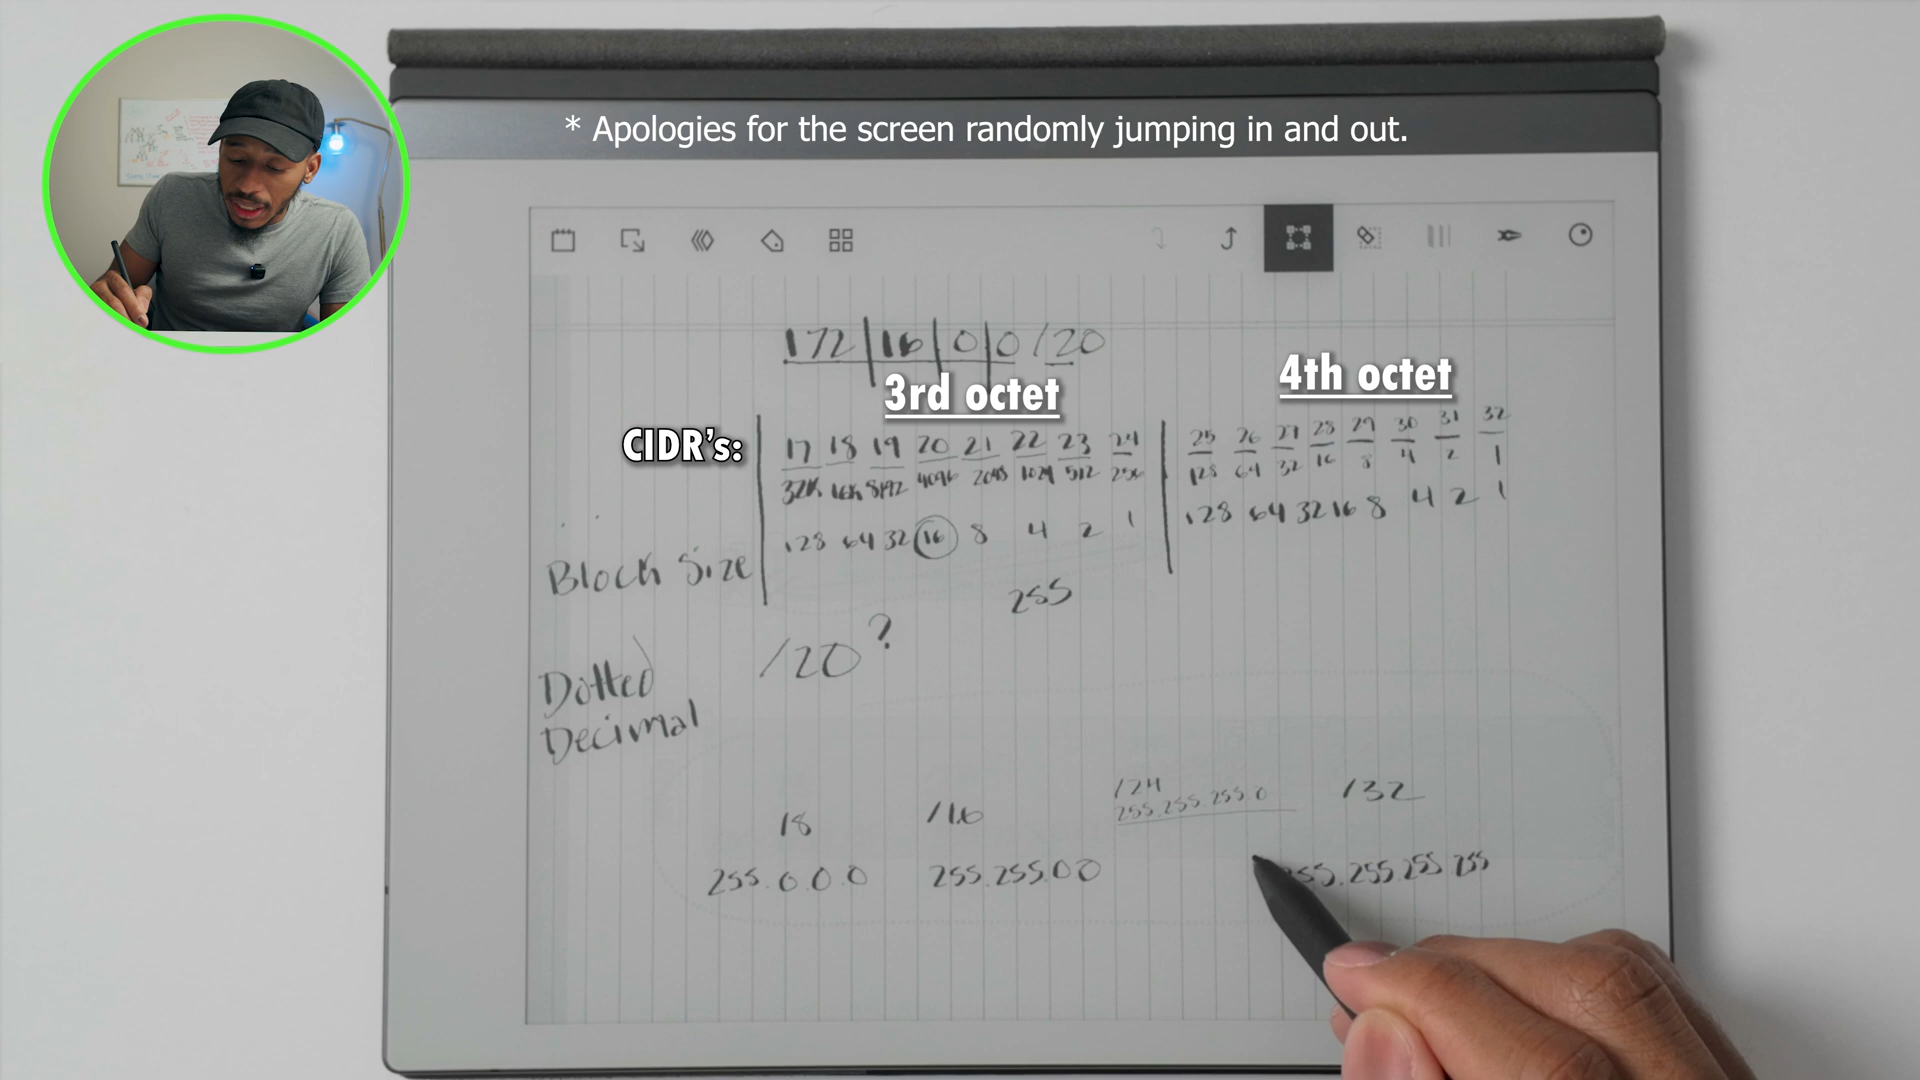 * Apologies for the screen randomly jumping in and out.
172 | 16 | 0 | 0 / 20
3rd octet
4th octet
CIDR's:
17 18 19 20 21 22 23 24
25 26 27 28 29 30 31 32
32K 16K 8192 4096 2048 1024 512 256
128 64 32 16 8 4 2 1
128 64 32 16 8 4 2 1
128 64 32 16 8 4 2 1
Block Size
255
/20 ?
Dotted
Decimal
/8
/16
/24
255.255.255.0
/32
255.0.0.0
255.255.0 0
255.255.255.255